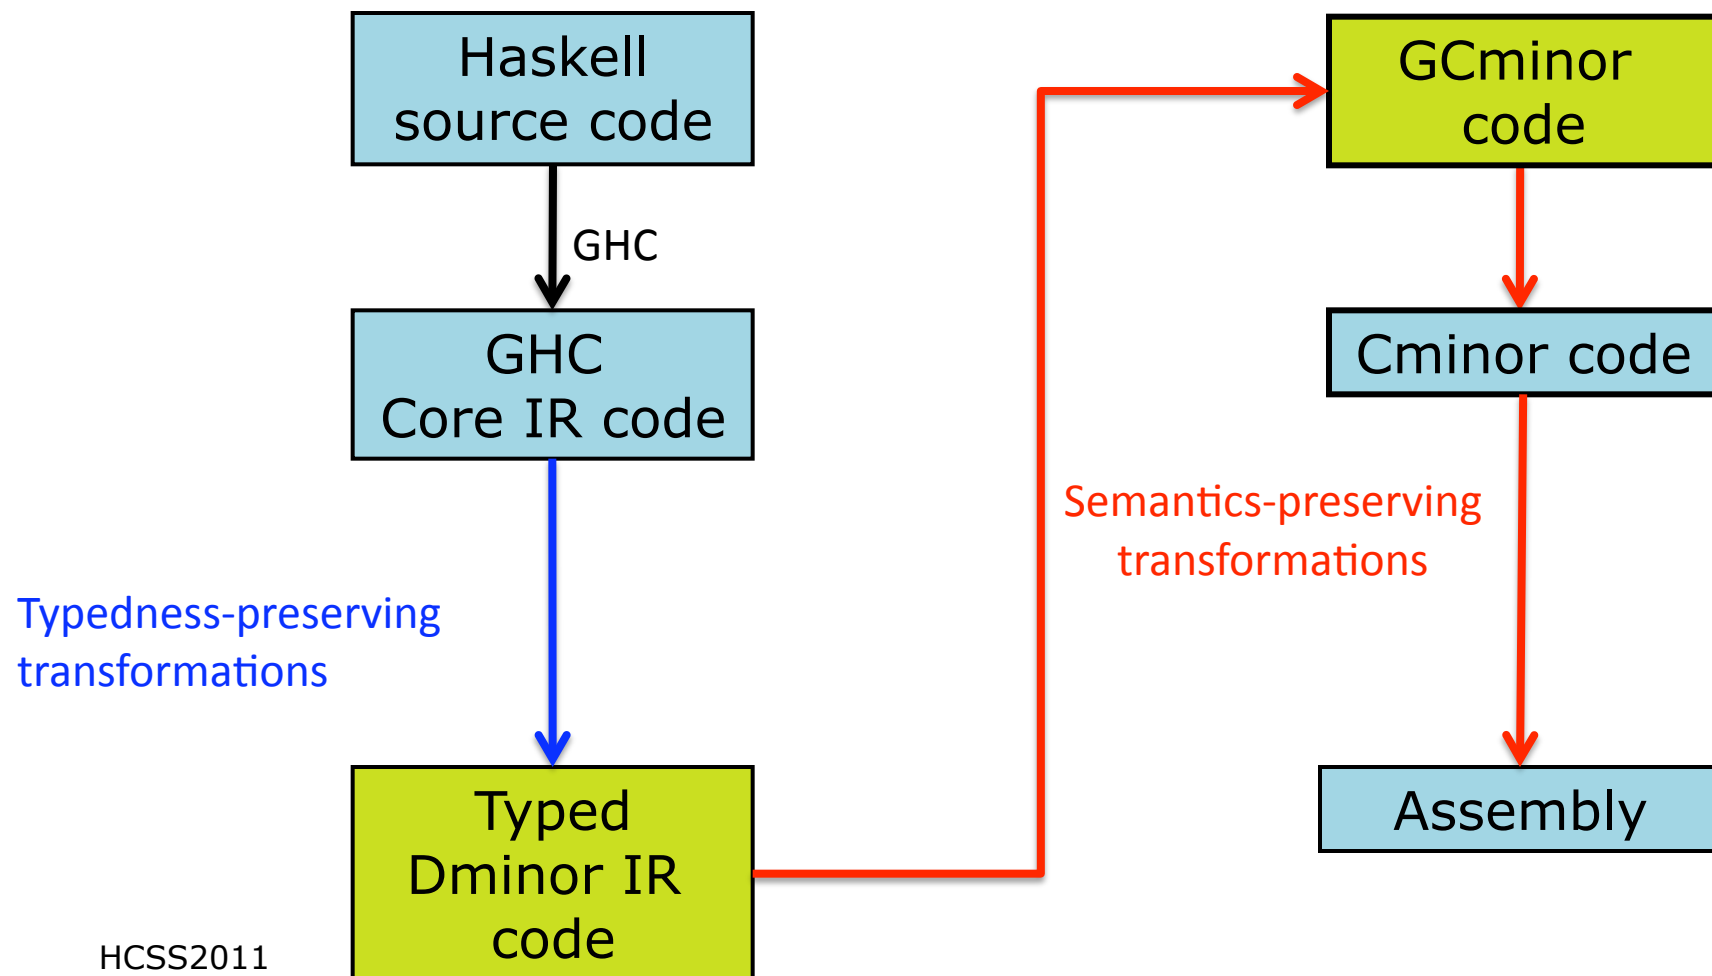 Haskell
source code
GHC
GHC
Core IR code
Typedness-preserving
transformations
Typed
Dminor IR
code
GCminor
code
Cminor code
Semantics-preserving
transformations
Assembly
HCSS2011